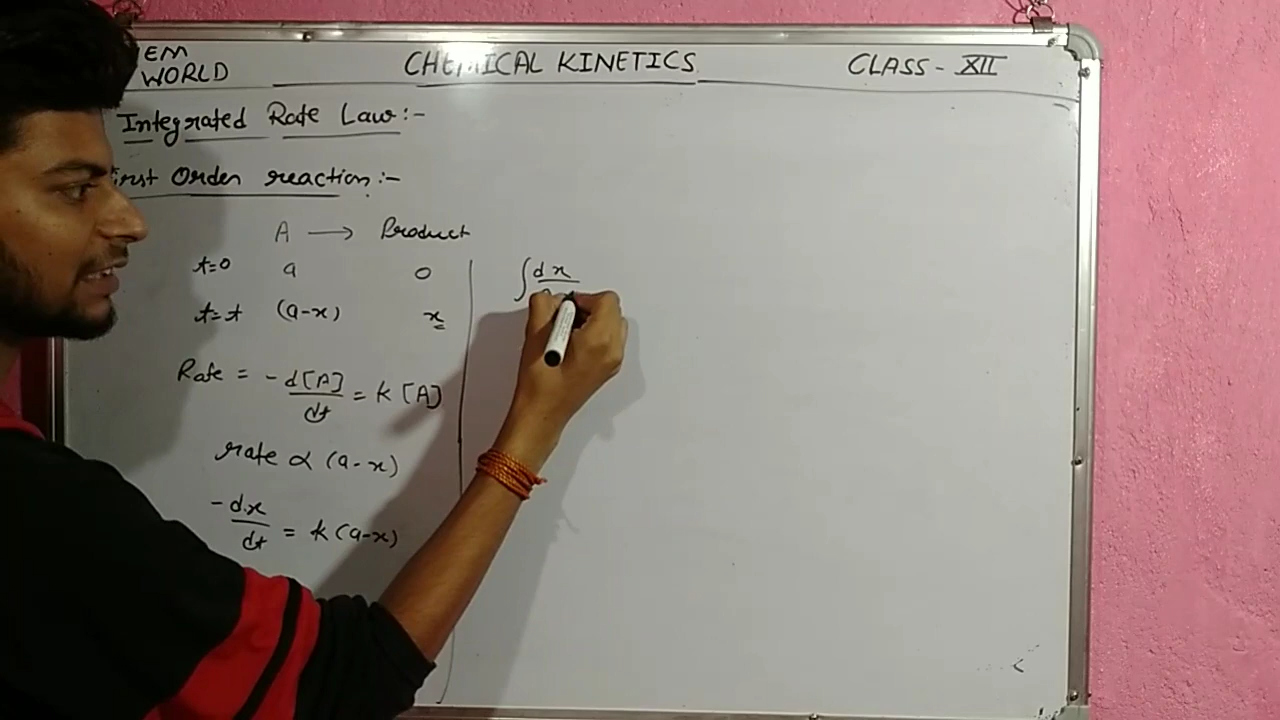 EM WORLD
CHEMICAL KINETICS
CLASS - XII
Integrated Rate Law :-
irst Order reaction :-
A ⟶ Product
t=0 a 0
t=t (a-x) x
Rate = -d[A]/dt = k [A]
rate ∝ (a-x)
-dx/dt = k(a-x)
∫dx